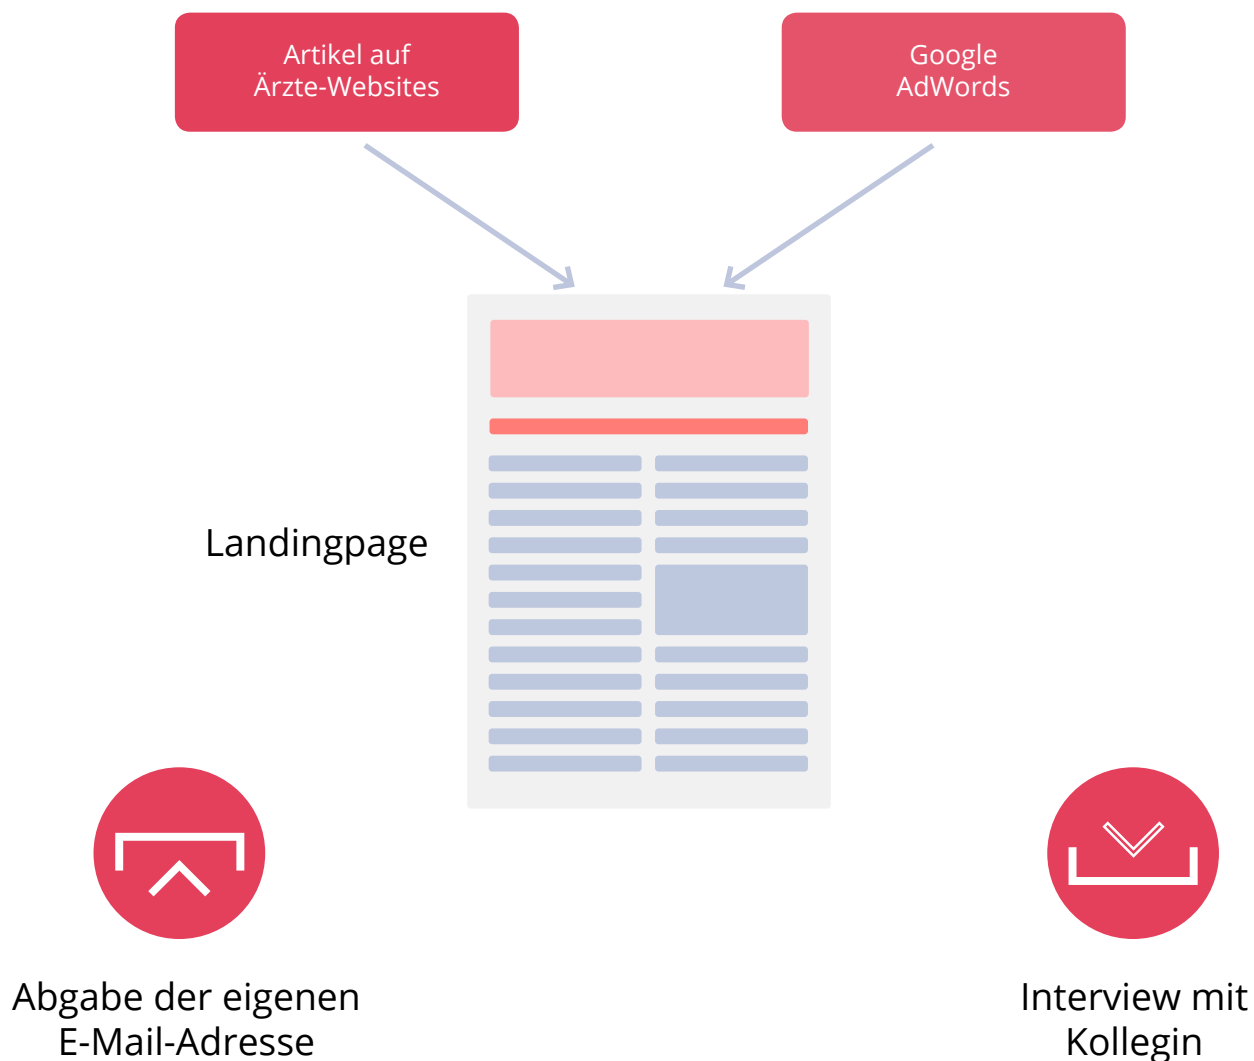 Artikel auf
Ärzte-Websites
Google
AdWords
Landingpage
Abgabe der eigenen
E-Mail-Adresse
Interview mit
Kollegin